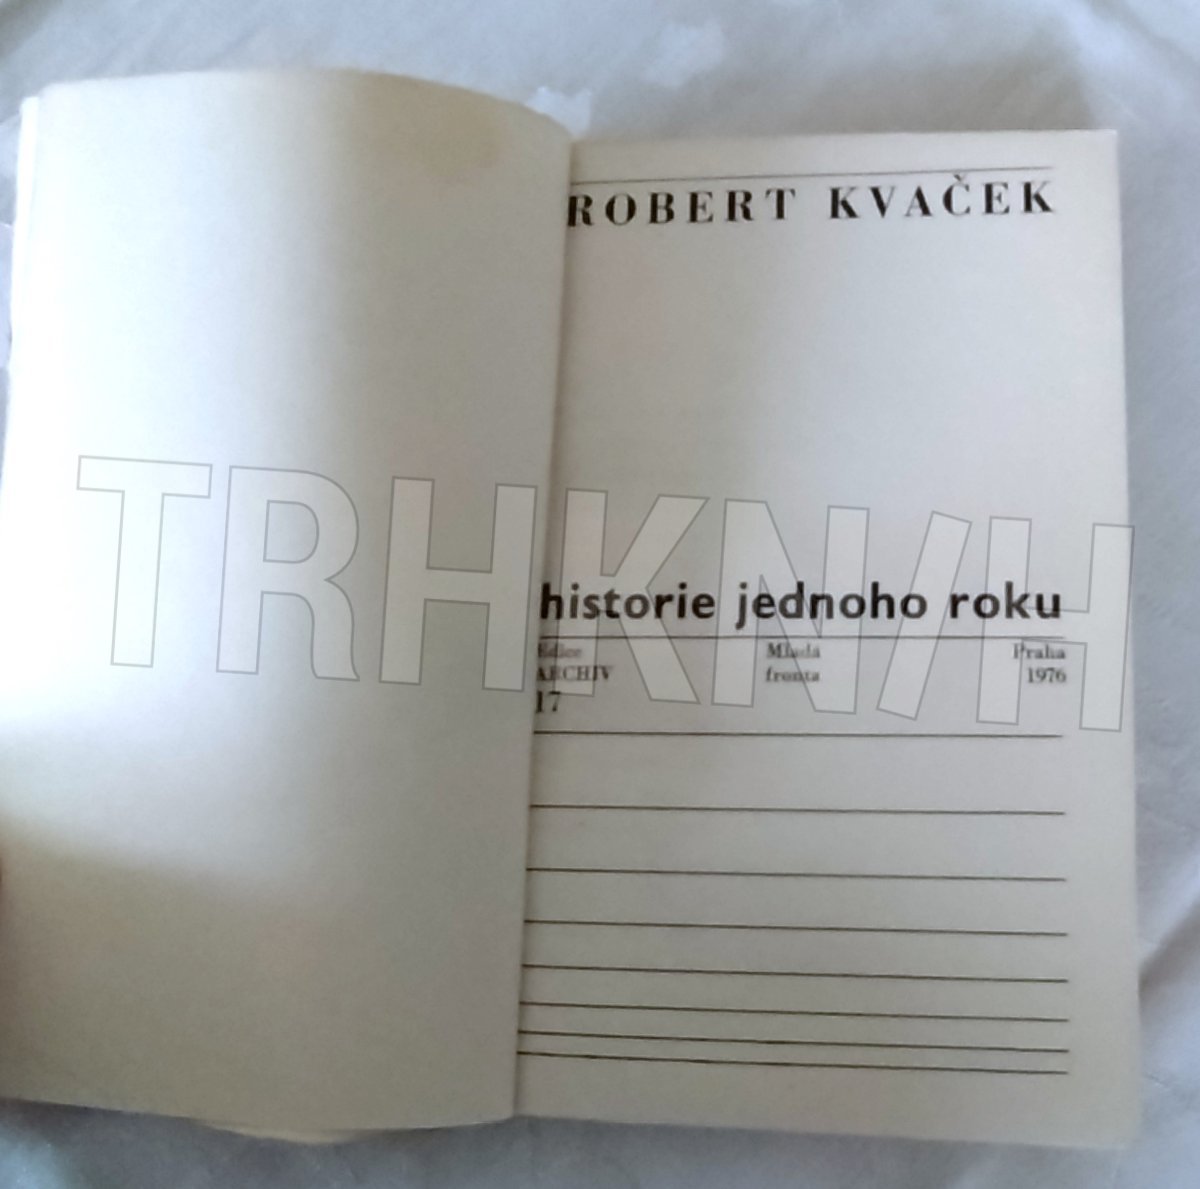 ROBERT KVAČEK
historie jednoho roku
Edice Mladá Praha
ARCHIV fronta 1976
17
TRHKNIH